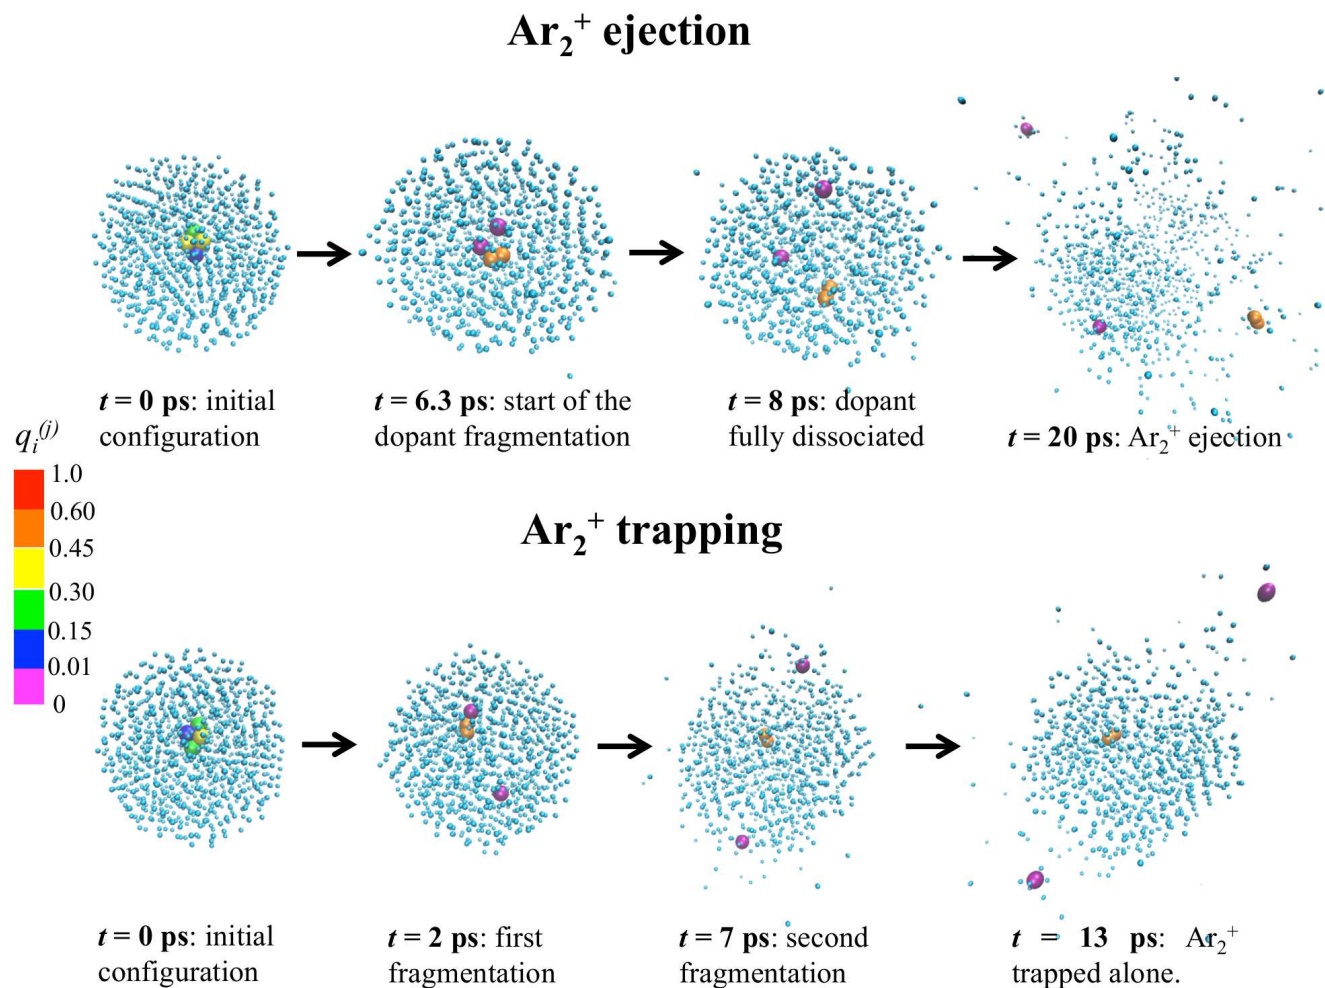 Ar₂⁺ ejection
t = 0 ps: initial
configuration
t = 6.3 ps: start of the
dopant fragmentation
t = 8 ps: dopant
fully dissociated
t = 20 ps: Ar₂⁺ ejection
qᵢ⁽ʲ⁾
1.0
0.60
0.45
0.30
0.15
0.01
0
Ar₂⁺ trapping
t = 0 ps: initial
configuration
t = 2 ps: first
fragmentation
t = 7 ps: second
fragmentation
t = 13 ps: Ar₂⁺
trapped alone.